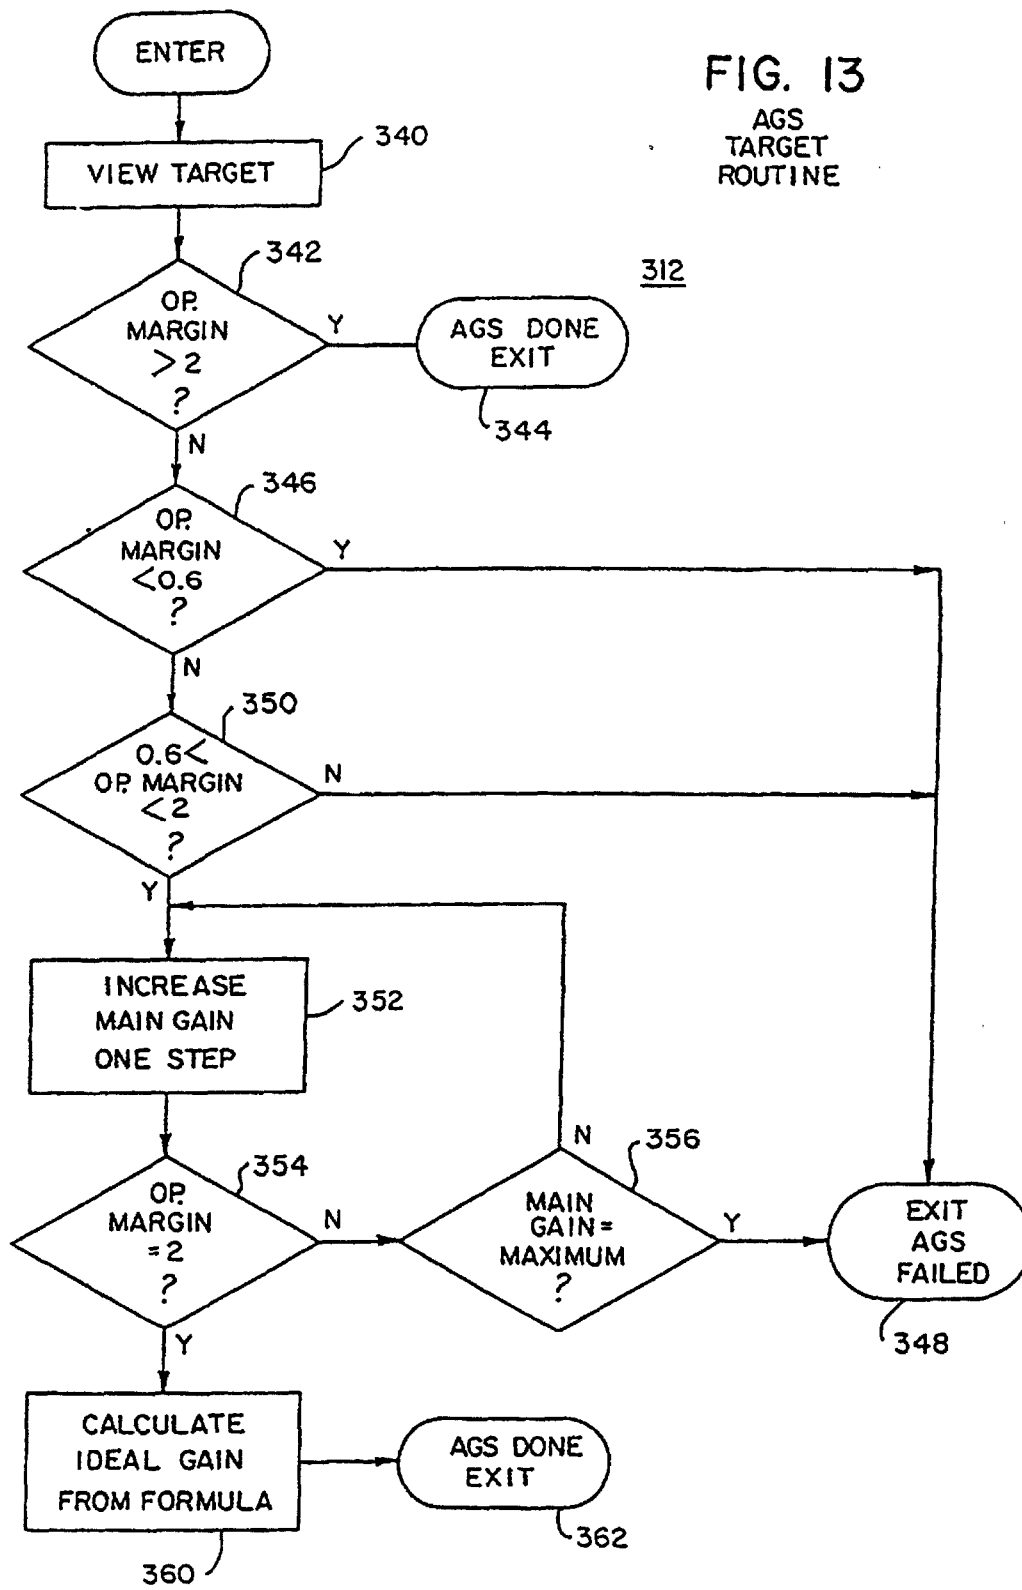 ENTER
FIG. 13
AGS
TARGET
ROUTINE
VIEW TARGET
340
312
342
OP.
MARGIN
>2
?
Y
N
AGS DONE
EXIT
344
346
OP.
MARGIN
<0.6
?
Y
N
350
0.6<
OP. MARGIN
<2
?
N
Y
INCREASE
MAIN GAIN
ONE STEP
352
354
OP.
MARGIN
=2
?
N
Y
356
MAIN
GAIN=
MAXIMUM
?
N
Y
EXIT
AGS
FAILED
348
CALCULATE
IDEAL GAIN
FROM FORMULA
360
AGS DONE
EXIT
362